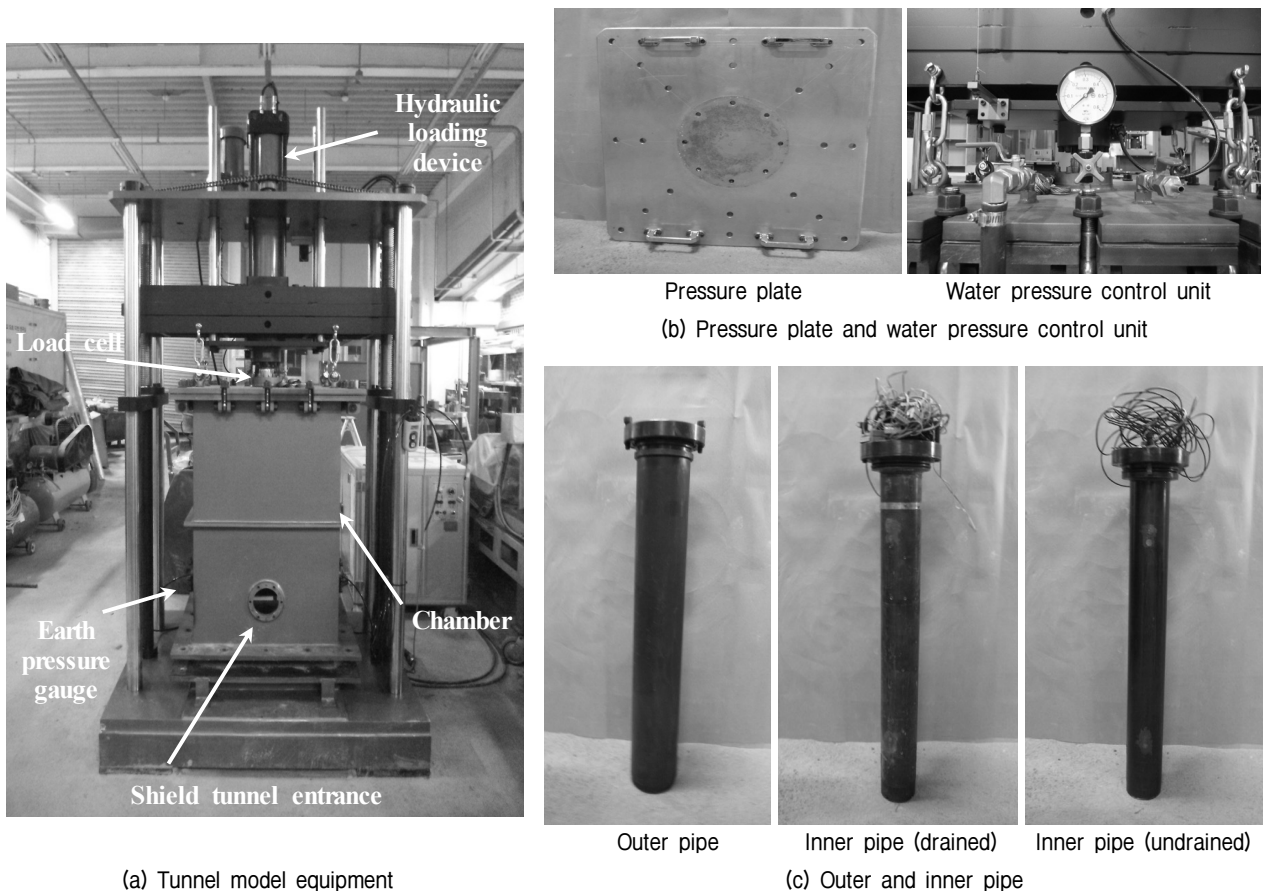 Hydraulic
loading
device
Load cell
Earth
pressure
gauge
Chamber
Shield tunnel entrance
(a) Tunnel model equipment
Pressure plate
Water pressure control unit
(b) Pressure plate and water pressure control unit
Outer pipe
Inner pipe (drained)
Inner pipe (undrained)
(c) Outer and inner pipe